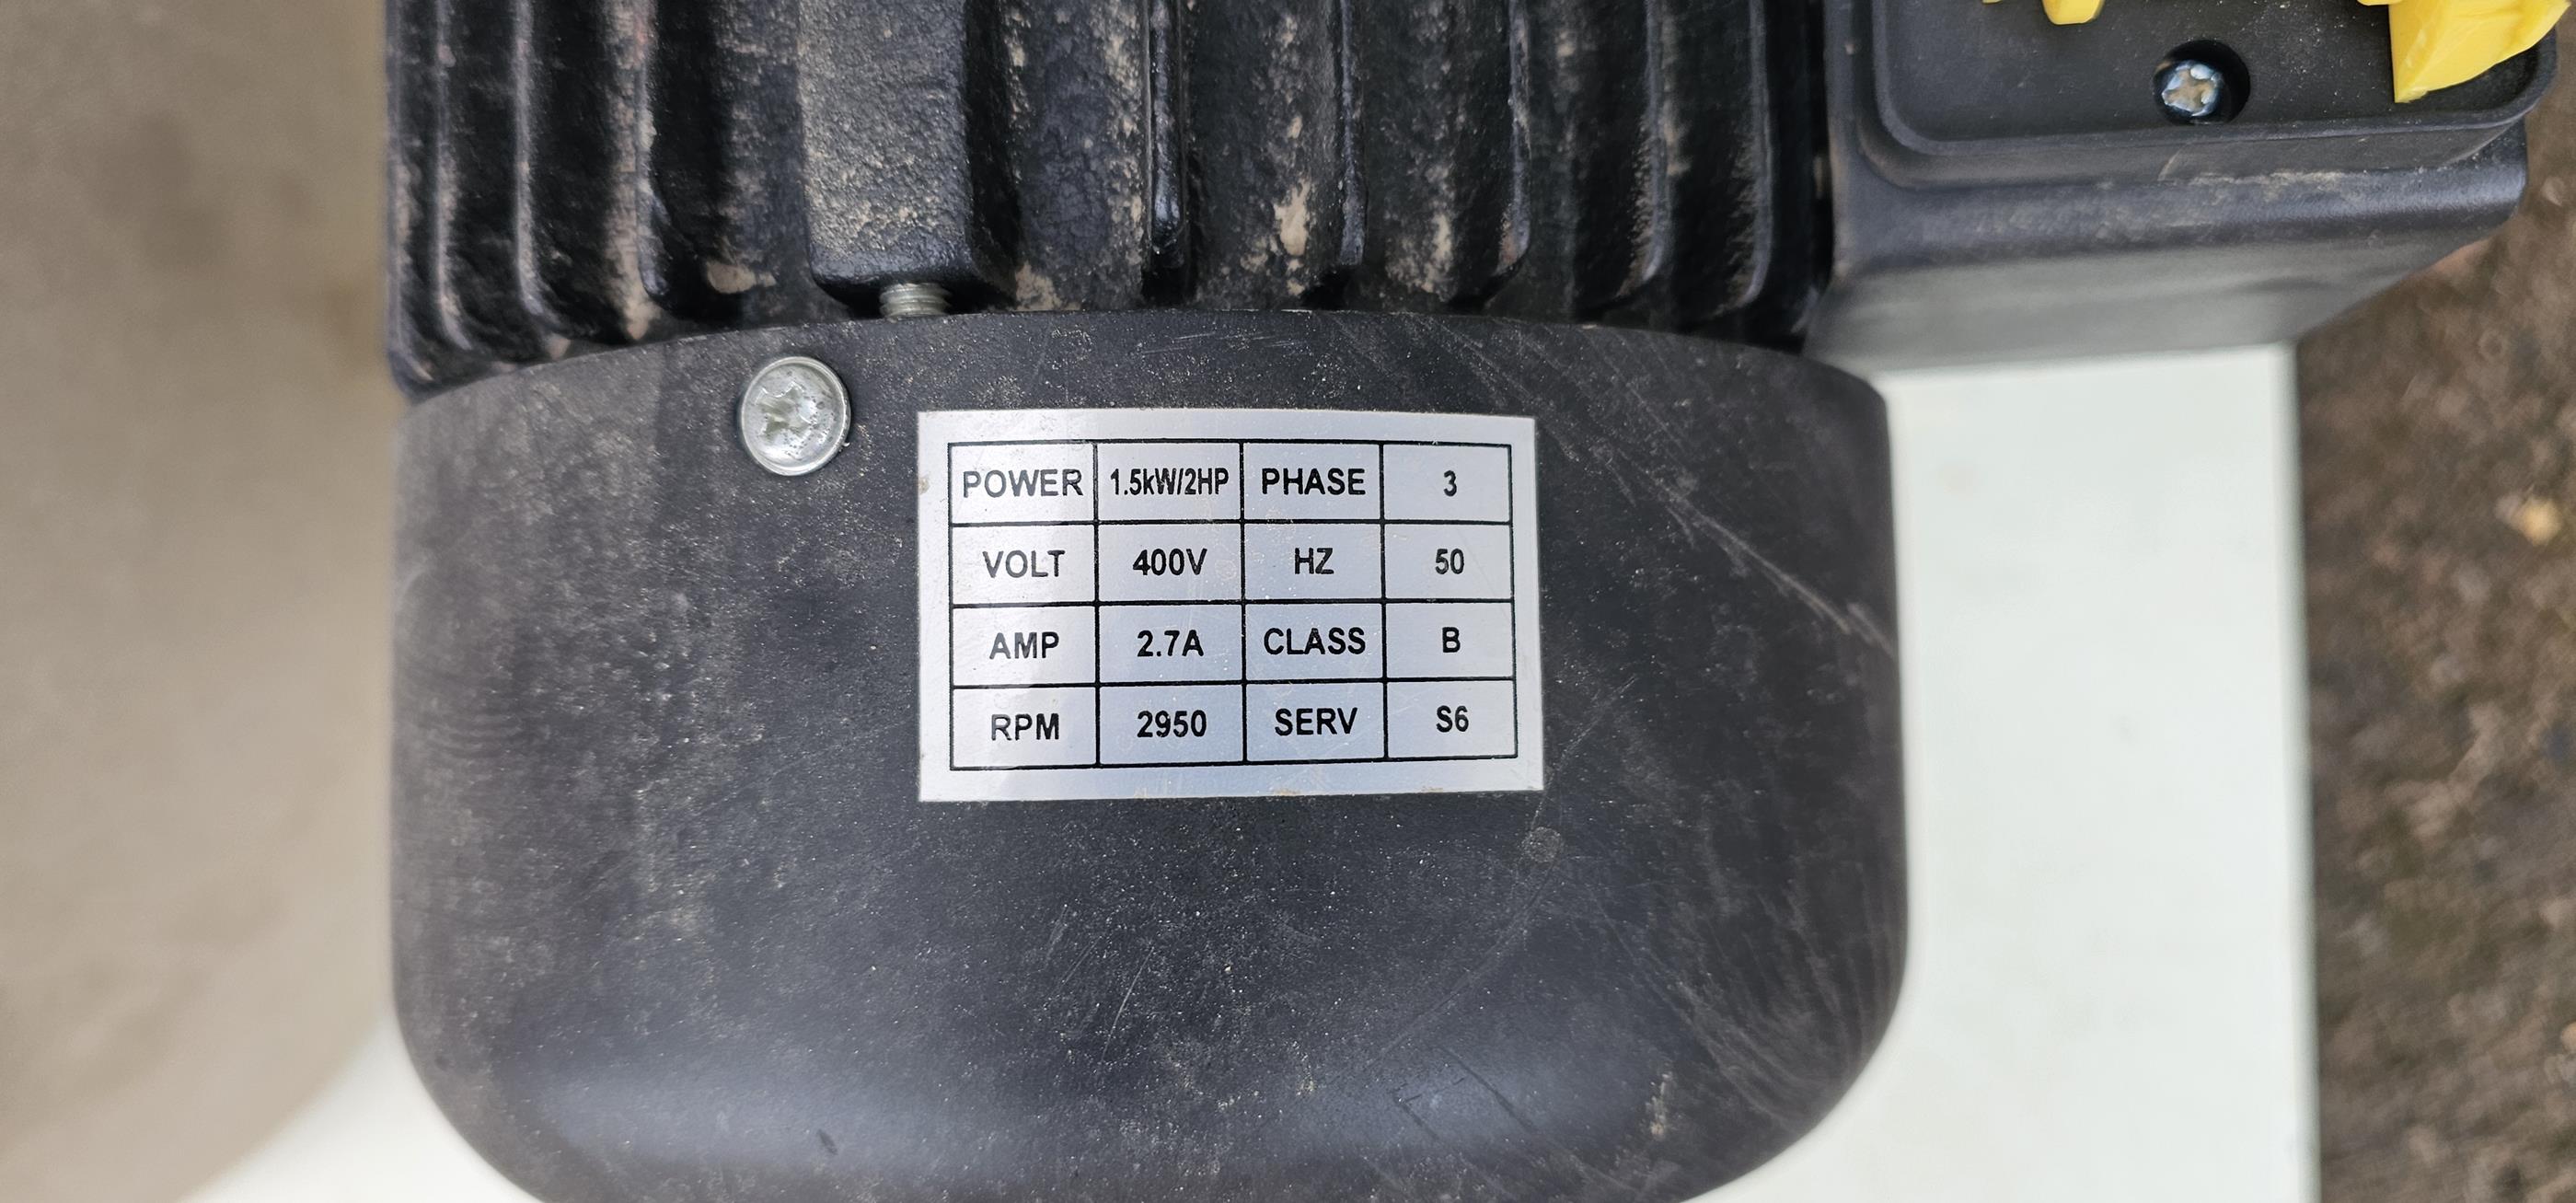 POWER 1.5kW/2HP PHASE 3
VOLT 400V HZ 50
AMP 2.7A CLASS B
RPM 2950 SERV S6